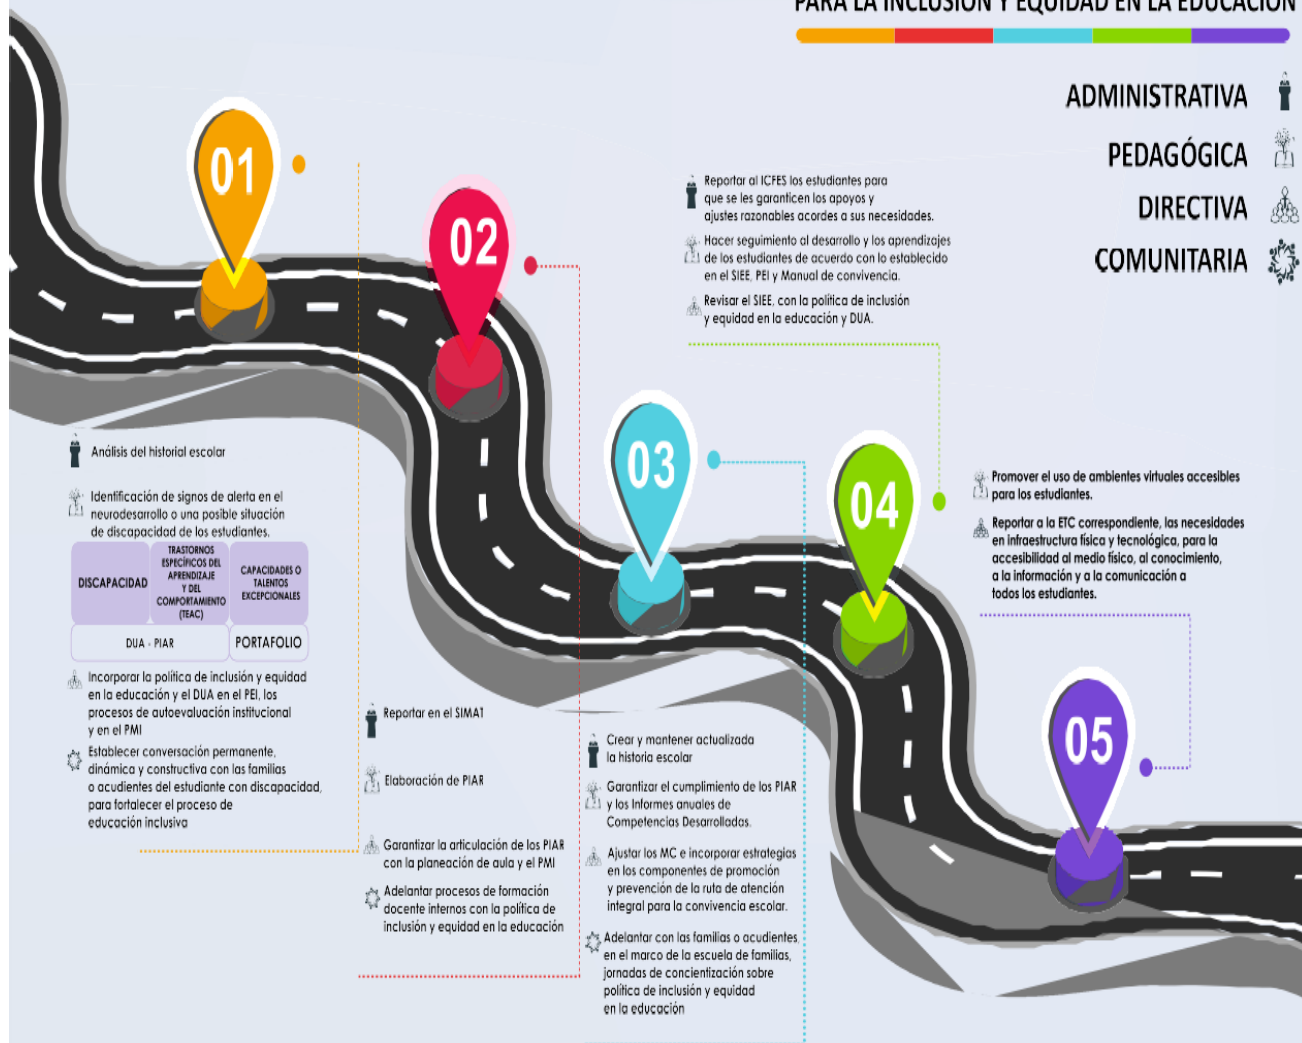 PARA LA INCLUSIÓN Y EQUIDAD EN LA EDUCACIÓN
ADMINISTRATIVA
PEDAGÓGICA
DIRECTIVA
COMUNITARIA
01
Análisis del historial escolar
Identificación de signos de alerta en el
neurodesarrollo o una posible situación
de discapacidad de los estudiantes.
DISCAPACIDAD
TRASTORNOS
ESPECÍFICOS DEL
APRENDIZAJE
Y DEL
COMPORTAMIENTO
(TEAC)
CAPACIDADES O
TALENTOS
EXCEPCIONALES
DUA - PIAR
PORTAFOLIO
Incorporar la política de inclusión y equidad
en la educación y el DUA en el PEI, los
procesos de autoevaluación institucional
y en el PMI
Establecer conversación permanente,
dinámica y constructiva con las familias
o acudientes del estudiante con discapacidad,
para fortalecer el proceso de
educación inclusiva
02
Reportar en el SIMAT
Elaboración de PIAR
Garantizar la articulación de los PIAR
con la planeación de aula y el PMI
Adelantar procesos de formación
docente internos con la política de
inclusión y equidad en la educación
03
Crear y mantener actualizada
la historia escolar
Garantizar el cumplimiento de los PIAR
y los Informes anuales de
Competencias Desarrolladas.
Ajustar los MC e incorporar estrategias
en los componentes de promoción
y prevención de la ruta de atención
integral para la convivencia escolar.
Adelantar con las familias o acudientes,
en el marco de la escuela de familias,
jornadas de concientización sobre
política de inclusión y equidad
en la educación
04
Reportar al ICFES los estudiantes para
que se les garanticen los apoyos y
ajustes razonables acordes a sus necesidades.
Hacer seguimiento al desarrollo y los aprendizajes
de los estudiantes de acuerdo con lo establecido
en el SIEE, PEI y Manual de convivencia.
Revisar el SIEE, con la política de inclusión
y equidad en la educación y DUA.
05
Promover el uso de ambientes virtuales accesibles
para los estudiantes.
Reportar a la ETC correspondiente, las necesidades
en infraestructura física y tecnológica, para la
accesibilidad al medio físico, al conocimiento,
a la información y a la comunicación a
todos los estudiantes.